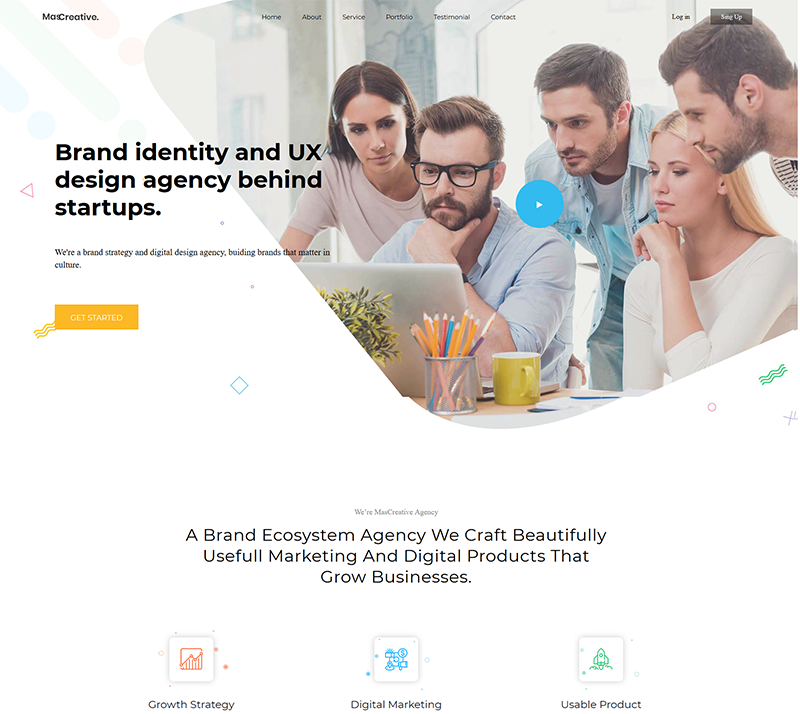 MasCreative.
Home About Service Portfolio Testimonial Contact
Log in Sing Up
Brand identity and UX
design agency behind
startups.
We're a brand strategy and digital design agency, buiding brands that matter in
culture.
GET STARTED
We're MasCreative Agency
A Brand Ecosystem Agency We Craft Beautifully
Usefull Marketing And Digital Products That
Grow Businesses.
Growth Strategy Digital Marketing Usable Product